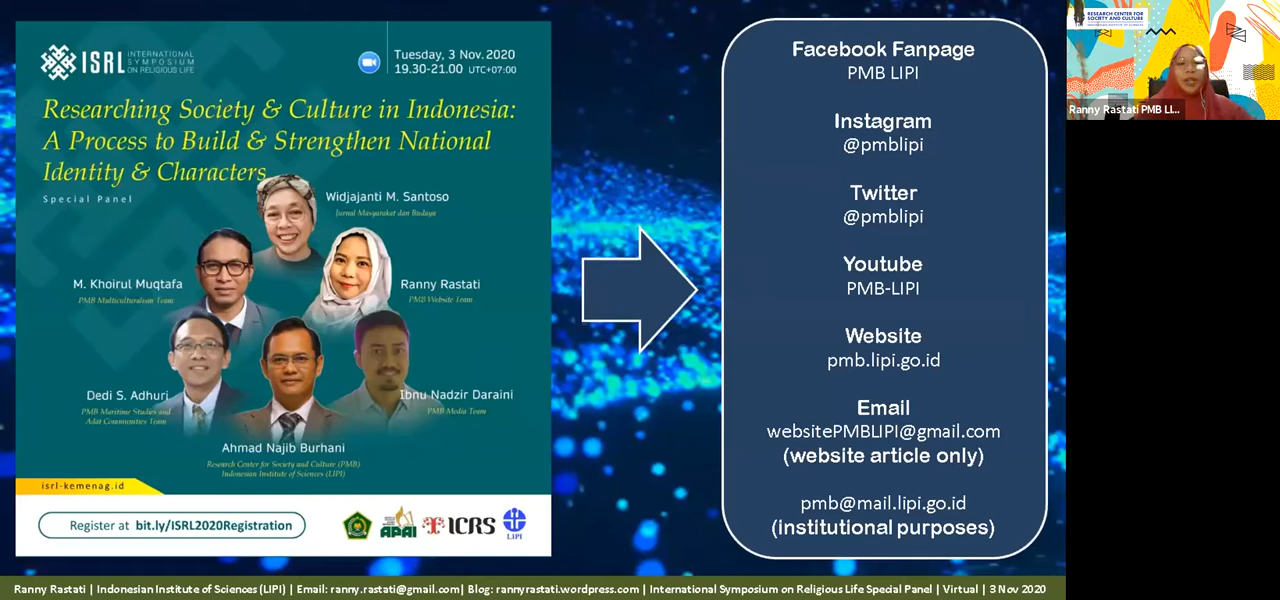 ISRL
INTERNATIONAL
SYMPOSIUM
ON RELIGIOUS LIFE
Tuesday, 3 Nov. 2020
19.30-21.00 UTC+07:00
Researching Society & Culture in Indonesia:
A Process to Build & Strengthen National
Identity & Characters
Special Panel
Widjajanti M. Santoso
Jurnal Masyarakat dan Budaya
M. Khoirul Muqtafa
PMB Multiculturalism Team
Ranny Rastati
PMB Website Team
Dedi S. Adhuri
PMB Maritime Studies and
Adat Communities Team
Ibnu Nadzir Daraini
PMB Media Team
Ahmad Najib Burhani
Research Center for Society and Culture (PMB)
Indonesian Institute of Sciences (LIPI)
isrl-kemenag.id
Register at bit.ly/ISRL2020Registration
APAI
ICRS
LIPI
Facebook Fanpage
PMB LIPI
Instagram
@pmblipi
Twitter
@pmblipi
Youtube
PMB-LIPI
Website
pmb.lipi.go.id
Email
websitePMBLIPI@gmail.com
(website article only)
pmb@mail.lipi.go.id
(institutional purposes)
RESEARCH CENTER FOR
SOCIETY AND CULTURE
Ranny Rastati PMB LI...
Ranny Rastati | Indonesian Institute of Sciences (LIPI) | Email: ranny.rastati@gmail.com| Blog: rannyrastati.wordpress.com | International Symposium on Religious Life Special Panel | Virtual | 3 Nov 2020